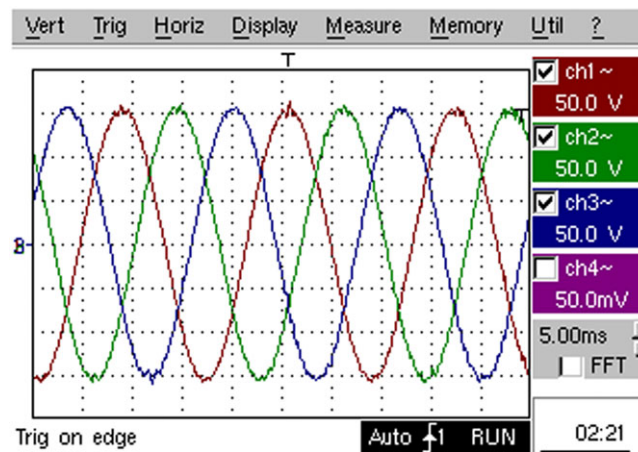 Vert Trig Horiz Display Measure Memory Util ?
T
ch1~
50.0 V
ch2~
50.0 V
ch3~
50.0 V
ch4~
50.0mV
5.00ms
FFT
Trig on edge
Auto 1 RUN
02:21